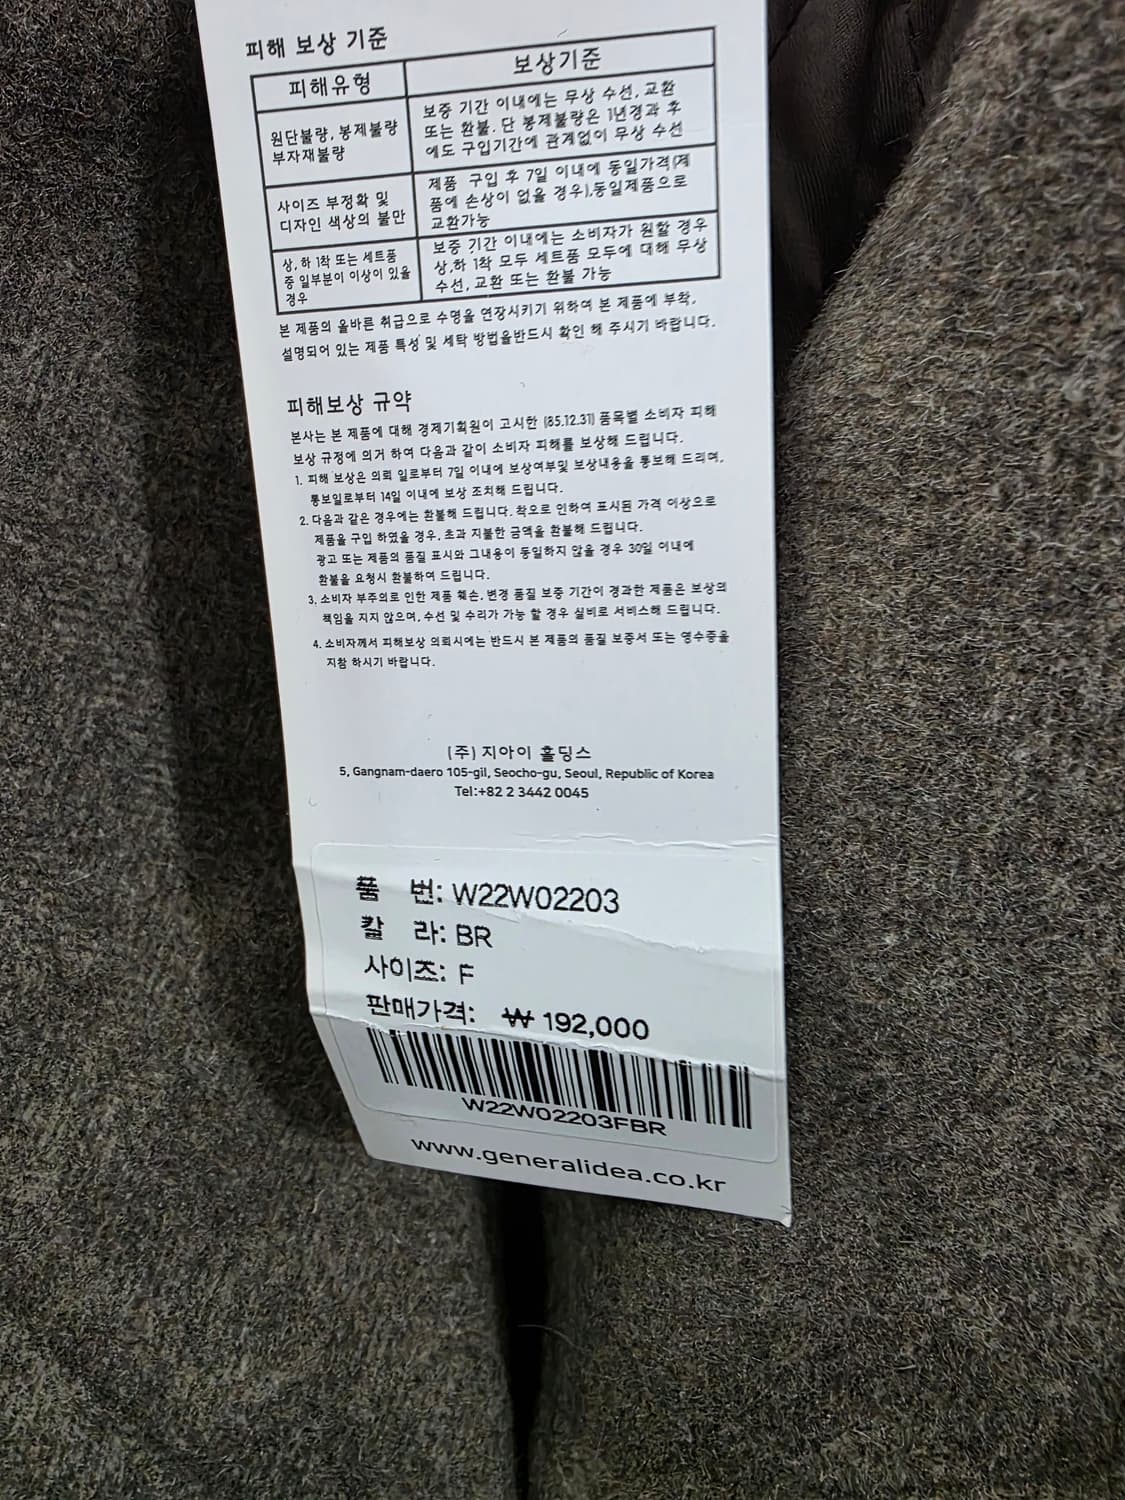 피해 보상 기준
피해유형
보상기준
원단불량, 봉제불량
부자재불량
보증 기간 이내에는 무상 수선, 교환
또는 환불. 단 봉제불량은 1년경과 후
에도 구입기간에 관계없이 무상 수선
사이즈 부정확 및
디자인 색상의 불만
제품 구입 후 7일 이내에 동일가격(제
품에 손상이 없을 경우),동일제품으로
교환가능
상, 하 1착 또는 세트품
중 일부분이 이상이 있을
경우
보증 기간 이내에는 소비자가 원할 경우
상,하 1착 모두 세트품 모두에 대해 무상
수선, 교환 또는 환불 가능
본 제품의 올바른 취급으로 수명을 연장시키기 위하여 본 제품에 부착,
설명되어 있는 제품 특성 및 세탁 방법을반드시 확인 해 주시기 바랍니다.
피해보상 규약
본사는 본 제품에 대해 경제기획원이 고시한 (85.12.31) 품목별 소비자 피해
보상 규정에 의거 하여 다음과 같이 소비자 피해를 보상해 드립니다.
1. 피해 보상은 의뢰 일로부터 7일 이내에 보상여부및 보상내용을 통보해 드리며,
통보일로부터 14일 이내에 보상 조치해 드립니다.
2. 다음과 같은 경우에는 환불해 드립니다. 착오로 인하여 표시된 가격 이상으로
제품을 구입 하였을 경우, 초과 지불한 금액을 환불해 드립니다.
광고 또는 제품의 품질 표시와 그내용이 동일하지 않을 경우 30일 이내에
환불을 요청시 환불하여 드립니다.
3. 소비자 부주의로 인한 제품 훼손, 변경 품질 보증 기간이 경과한 제품은 보상의
책임을 지지 않으며, 수선 및 수리가 가능 할 경우 실비로 서비스해 드립니다.
4. 소비자께서 피해보상 의뢰시에는 반드시 본 제품의 품질 보증서 또는 영수증을
지참 하시기 바랍니다.
(주) 지아이 홀딩스
5, Gangnam-daero 105-gil, Seocho-gu, Seoul, Republic of Korea
Tel:+82 2 3442 0045
품 번: W22W02203
칼 라: BR
사이즈: F
판매가격: ₩ 192,000
W22W02203FBR
www.generalidea.co.kr